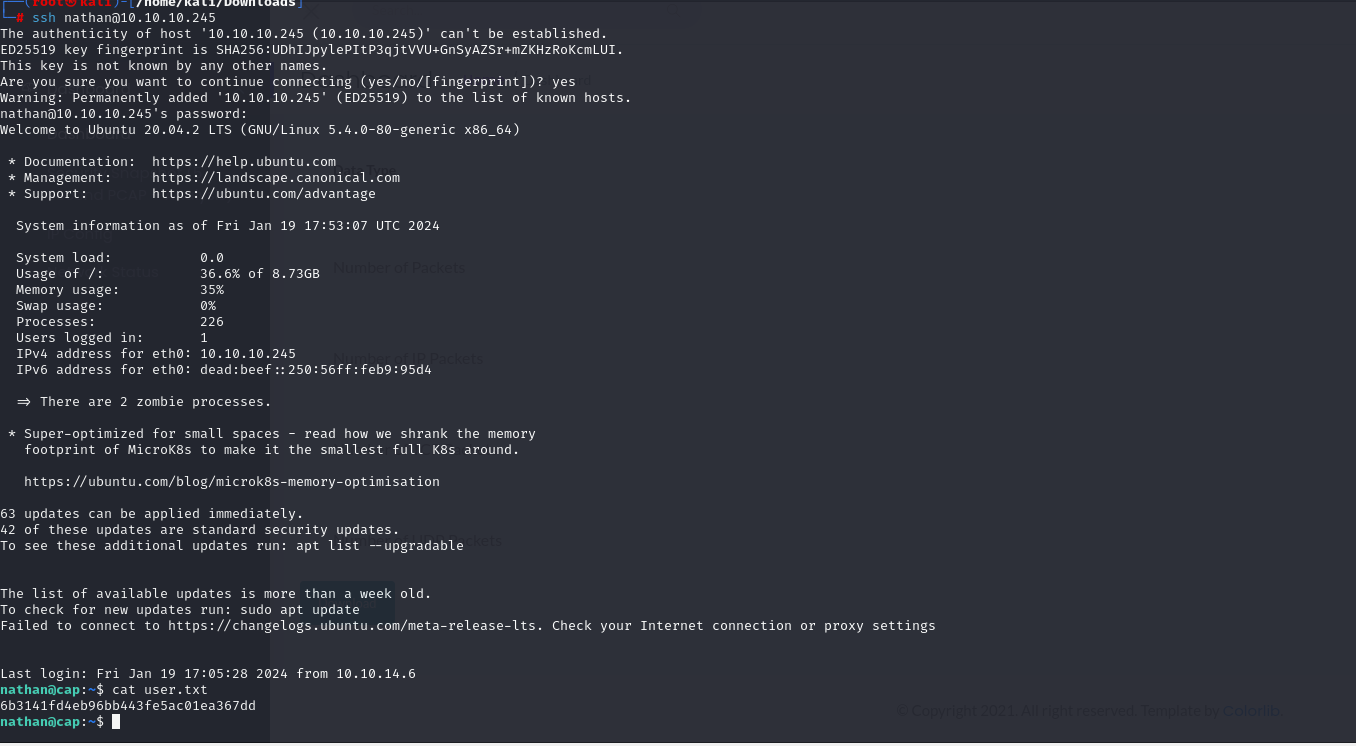 (root㉿kali)-[/home/kali/Downloads]
# ssh nathan@10.10.10.245
The authenticity of host '10.10.10.245 (10.10.10.245)' can't be established.
ED25519 key fingerprint is SHA256:UDhIJpylePItP3qjtVVU+GnSyAZSr+mZKHzRoKcmLUI.
This key is not known by any other names.
Are you sure you want to continue connecting (yes/no/[fingerprint])? yes
Warning: Permanently added '10.10.10.245' (ED25519) to the list of known hosts.
nathan@10.10.10.245's password:
Welcome to Ubuntu 20.04.2 LTS (GNU/Linux 5.4.0-80-generic x86_64)
* Documentation: https://help.ubuntu.com
* Management: https://landscape.canonical.com
* Support: https://ubuntu.com/advantage
System information as of Fri Jan 19 17:53:07 UTC 2024
System load: 0.0
Usage of /: 36.6% of 8.73GB
Memory usage: 35%
Swap usage: 0%
Processes: 226
Users logged in: 1
IPv4 address for eth0: 10.10.10.245
IPv6 address for eth0: dead:beef::250:56ff:feb9:95d4
Number of Packets
Number of IP Packets
=> There are 2 zombie processes.
* Super-optimized for small spaces - read how we shrank the memory
footprint of MicroK8s to make it the smallest full K8s around.
https://ubuntu.com/blog/microk8s-memory-optimisation
63 updates can be applied immediately.
42 of these updates are standard security updates.
To see these additional updates run: apt list --upgradable
The list of available updates is more than a week old.
To check for new updates run: sudo apt update
Failed to connect to https://changelogs.ubuntu.com/meta-release-lts. Check your Internet connection or proxy settings
Last login: Fri Jan 19 17:05:28 2024 from 10.10.14.6
nathan@cap:~$ cat user.txt
6b3141fd4eb96bb443fe5ac01ea367dd
nathan@cap:~$
© Copyright 2021. All right reserved. Template by Colorlib